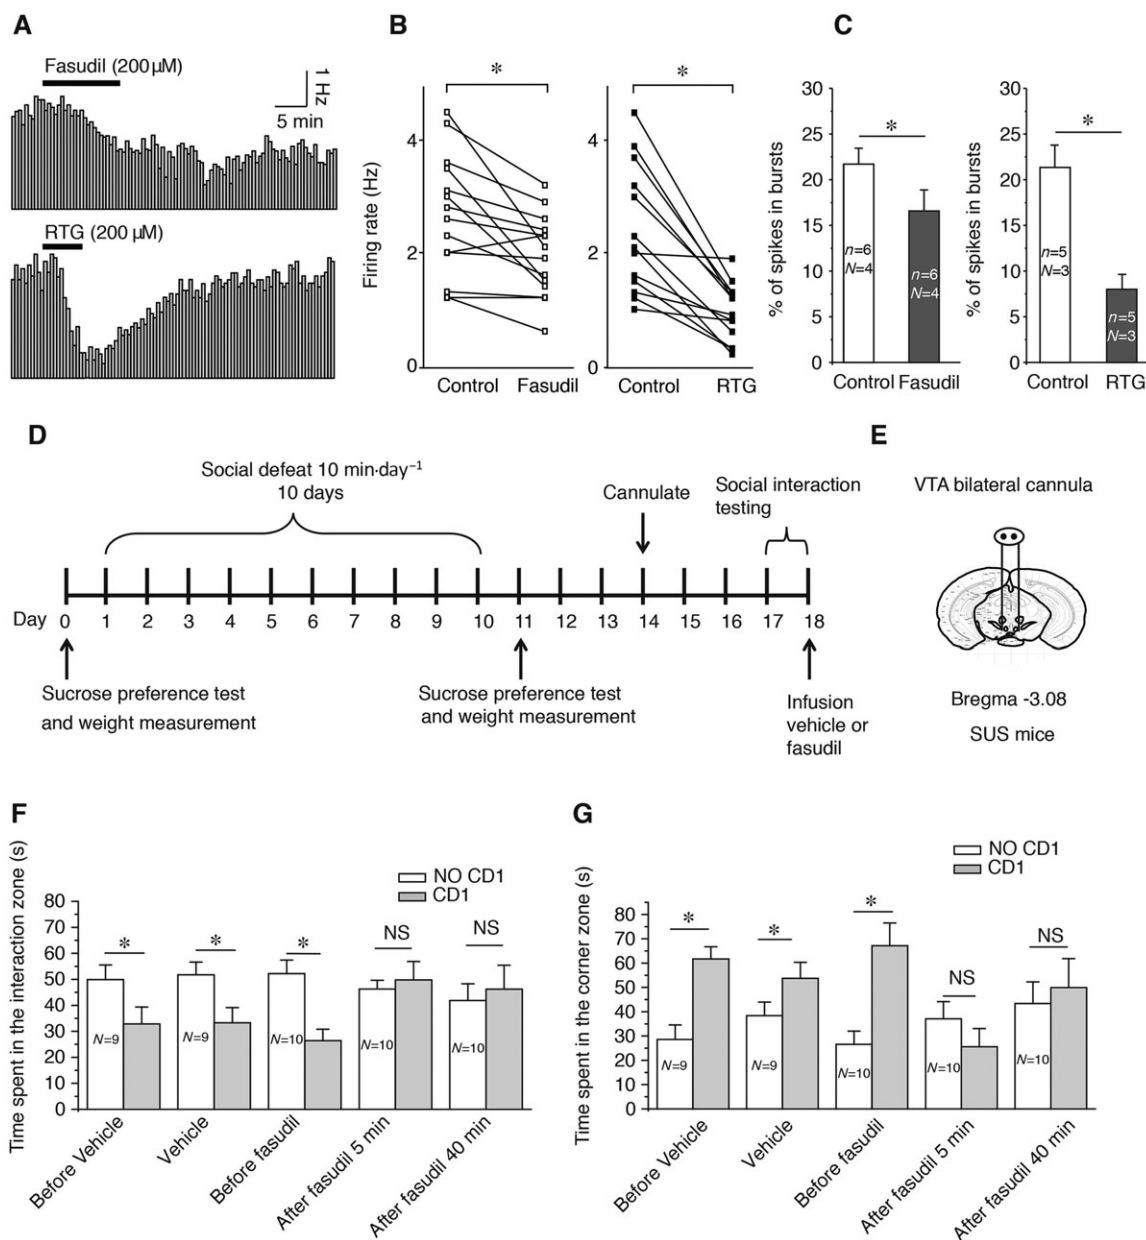 A
Fasudil (200 µM)
1 Hz
5 min
RTG (200 µM)
B
*
*
Firing rate (Hz)
4
2
0
Control
Fasudil
4
2
0
Control
RTG
C
% of spikes in bursts
30
25
20
15
10
5
0
*
n=6
N=4
n=6
N=4
Control
Fasudil
% of spikes in bursts
30
25
20
15
10
5
0
*
n=5
N=3
n=5
N=3
Control
RTG
D
Social defeat 10 min·day⁻¹
10 days
Cannulate
Social interaction
testing
Day 0 1 2 3 4 5 6 7 8 9 10 11 12 13 14 15 16 17 18
Sucrose preference test
and weight measurement
Sucrose preference test
and weight measurement
Infusion
vehicle or
fasudil
E
VTA bilateral cannula
Bregma -3.08
SUS mice
F
Time spent in the interaction zone (s)
NO CD1
CD1
80
70
60
50
40
30
20
10
0
*
*
*
NS
NS
N=9
N=9
N=10
N=10
N=10
Before Vehicle
Vehicle
Before fasudil
After fasudil 5 min
After fasudil 40 min
G
Time spent in the corner zone (s)
NO CD1
CD1
80
70
60
50
40
30
20
10
0
*
*
*
NS
NS
N=9
N=9
N=10
N=10
N=10
Before Vehicle
Vehicle
Before fasudil
After fasudil 5 min
After fasudil 40 min